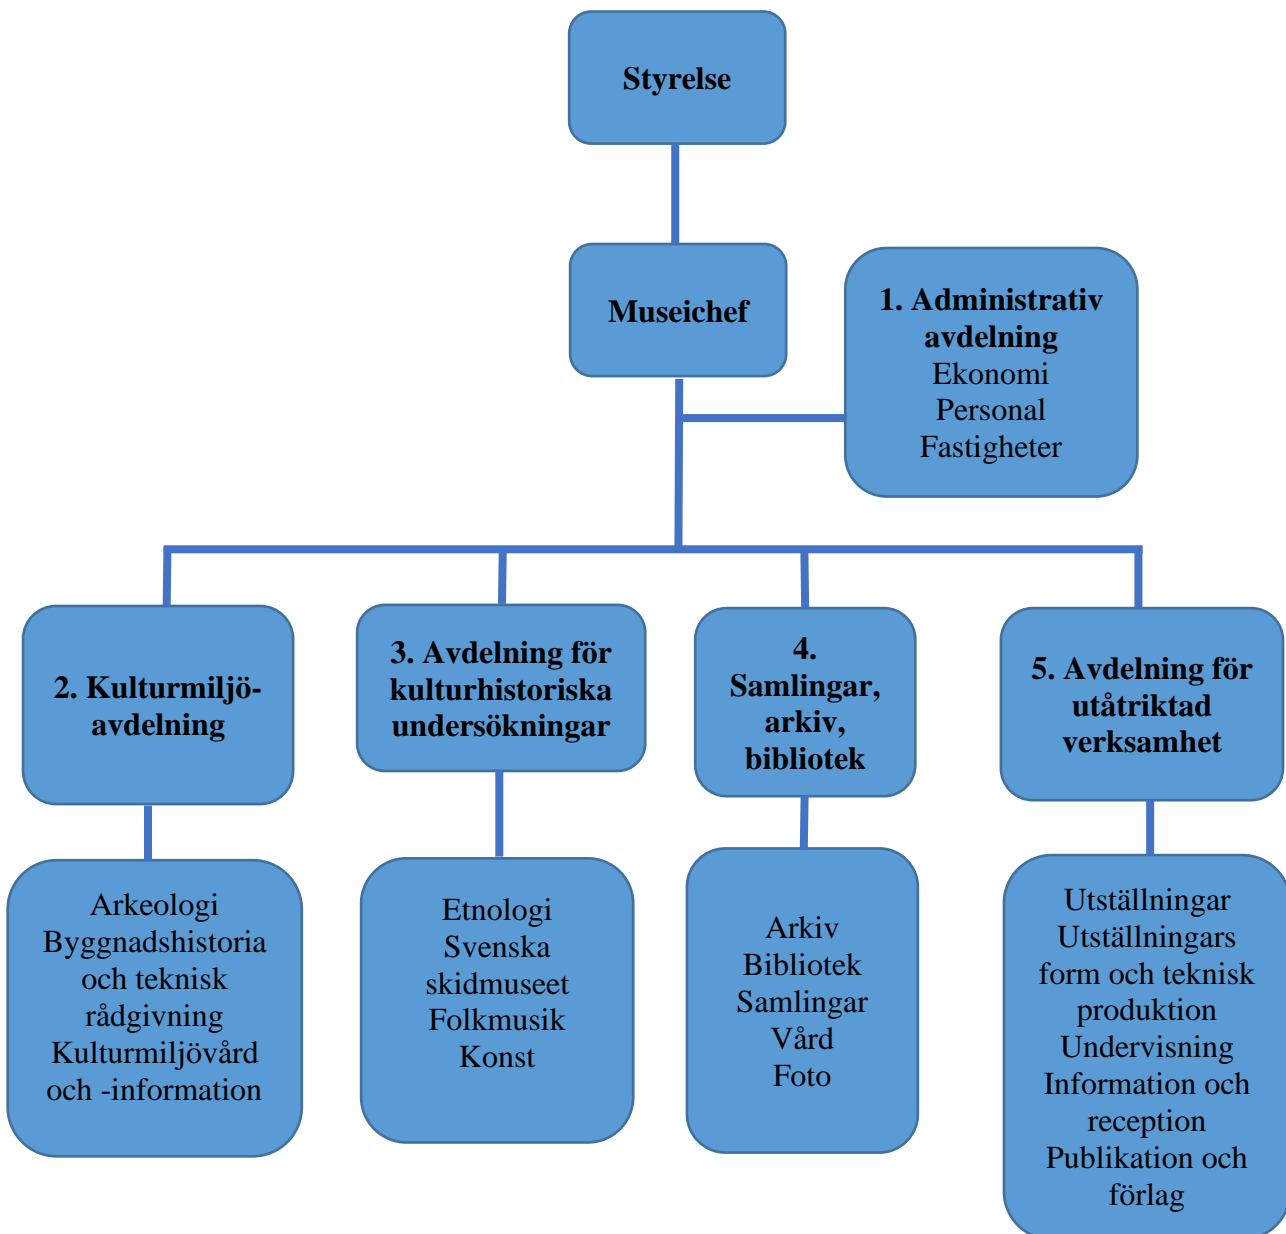 Styrelse
Museichef
1. Administrativ
avdelning
Ekonomi
Personal
Fastigheter
2. Kulturmiljö-
avdelning
3. Avdelning för
kulturhistoriska
undersökningar
4.
Samlingar,
arkiv,
bibliotek
5. Avdelning för
utåtriktad
verksamhet
Arkeologi
Byggnadshistoria
och teknisk
rådgivning
Kulturmiljövård
och -information
Etnologi
Svenska
skidmuseet
Folkmusik
Konst
Arkiv
Bibliotek
Samlingar
Vård
Foto
Utställningar
Utställningars
form och teknisk
produktion
Undervisning
Information och
reception
Publikation och
förlag